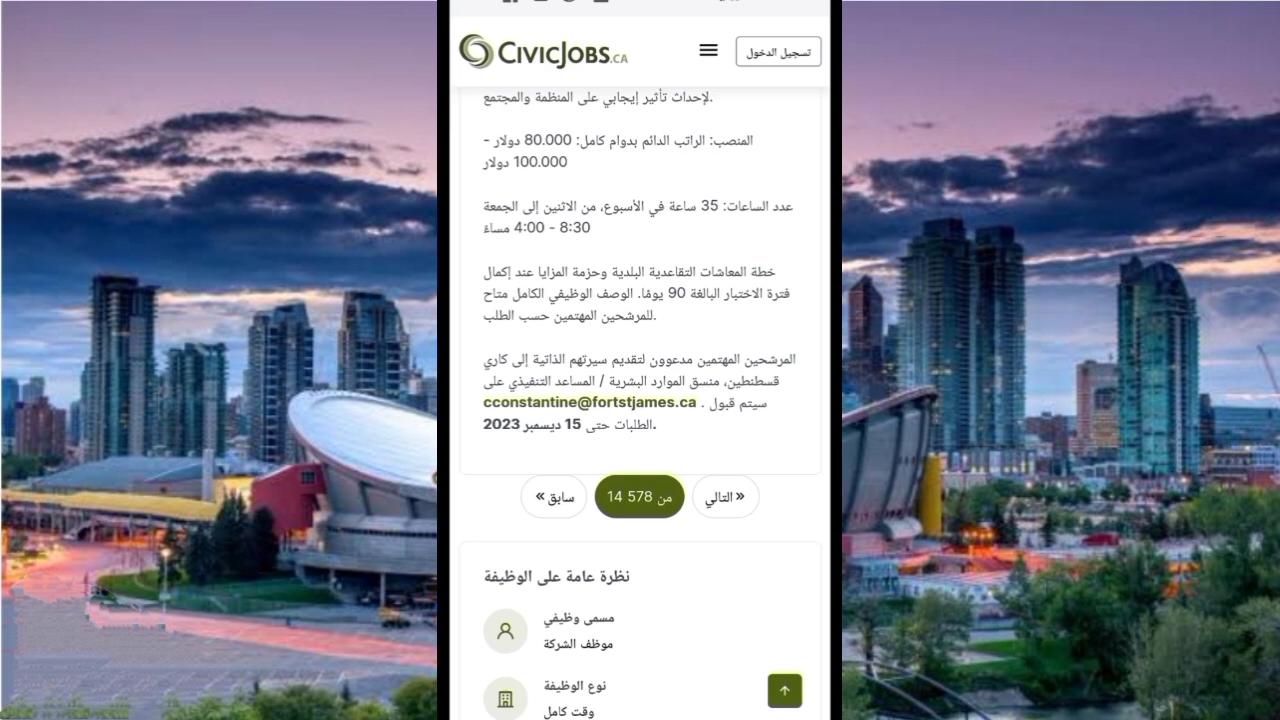 CIVICJOBS.CA
تسجيل الدخول
لإحداث تأثير إيجابي على المنظمة والمجتمع.
المنصب: الراتب الدائم بدوام كامل: 80.000 دولار -
100.000 دولار
عدد الساعات: 35 ساعة في الأسبوع، من الاثنين إلى الجمعة
8:30 - 4:00 مساءً
خطة المعاشات التقاعدية البلدية وحزمة المزايا عند إكمال
فترة الاختبار البالغة 90 يومًا. الوصف الوظيفي الكامل متاح
للمرشحين المهتمين حسب الطلب.
المرشحين المهتمين مدعوون لتقديم سيرتهم الذاتية إلى كاري
قسطنطين، منسق الموارد البشرية / المساعد التنفيذي على
cconstantine@fortstjames.ca . سيتم قبول
الطلبات حتى 15 ديسمبر 2023.
« سابق
14 من 578
التالي »
نظرة عامة على الوظيفة
مسمى وظيفي
موظف الشركة
نوع الوظيفة
وقت كامل